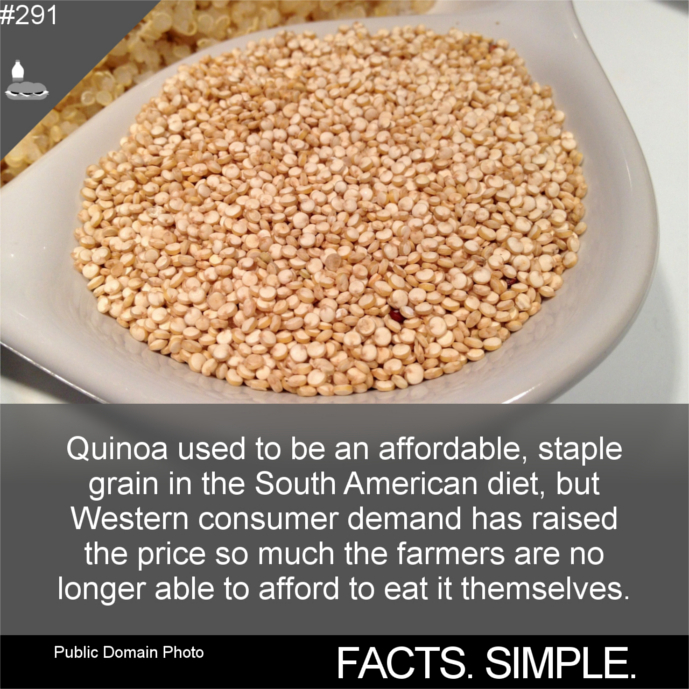 #291
Quinoa used to be an affordable, staple
grain in the South American diet, but
Western consumer demand has raised
the price so much the farmers are no
longer able to afford to eat it themselves.
Public Domain Photo
FACTS. SIMPLE.